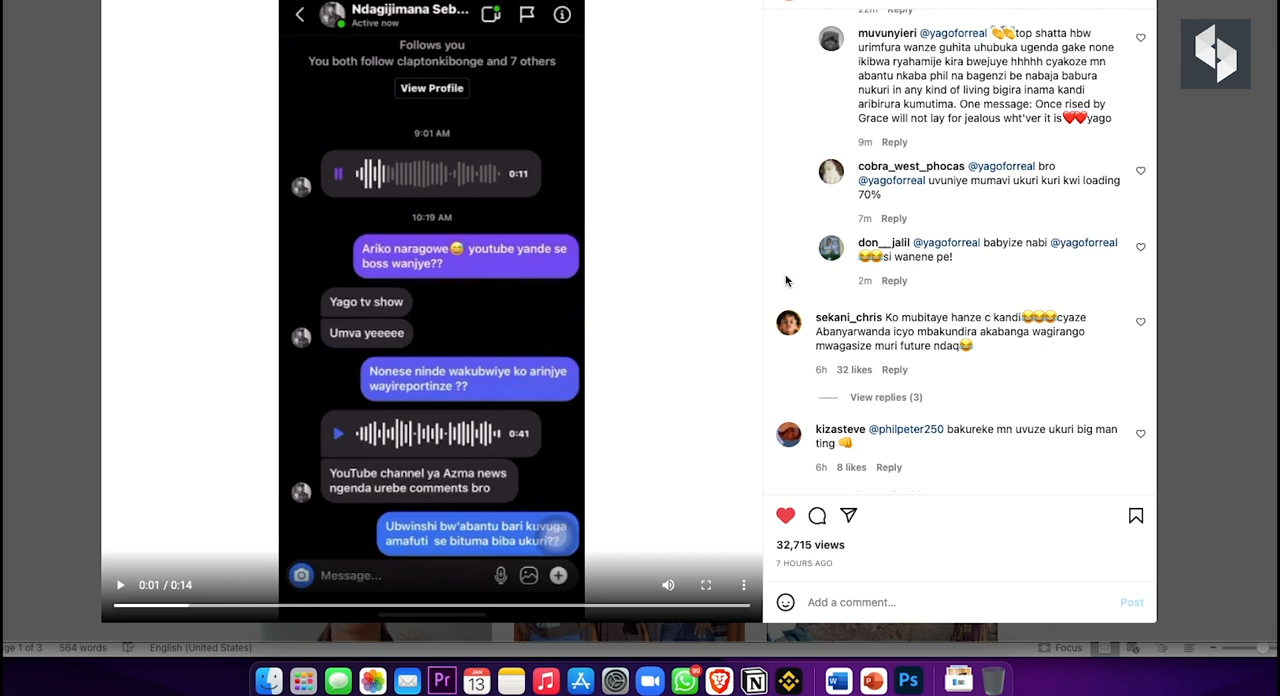 Ndagijimana Seb...
Active now
Follows you
You both follow claptonkibonge and 7 others
View Profile
9:01 AM
0:11
10:19 AM
Ariko naragowe😅 youtube yande se
boss wanjye??
Yago tv show
Umva yeeeee
Nonese ninde wakubwiye ko arinjye
wayireportinze ??
0:41
YouTube channel ya Azma news
ngenda urebe comments bro
Ubwinshi bw'abantu bari kuvuga
amafuti se bituma biba ukuri??
Message...
0:01 / 0:14
22m Reply
muvunyieri @yagoforreal 👏👏top shatta hbw
urimfura wanze guhita uhubuka ugenda gake none
ikibwa ryahamije kira bwejuye hhhhh cyakoze mn
abantu nkaba phil na bagenzi be nabaja babura
nukuri in any kind of living bigira inama kandi
aribirura kumutima. One message: Once rised by
Grace will not lay for jealous wht'ver it is❤️❤️yago
9m Reply
cobra_west_phocas @yagoforreal bro
@yagoforreal uvuniye mumavi ukuri kuri kwi loading
70%
7m Reply
don__jalil @yagoforreal babyize nabi @yagoforreal
😂😂si wanene pe!
2m Reply
sekani_chris Ko mubitaye hanze c kandi😂😂😂cyaze
Abanyarwanda icyo mbakundira akabanga wagirango
mwagasize muri future ndaq😂
6h 32 likes Reply
View replies (3)
kizasteve @philpeter250 bakureke mn uvuze ukuri big man
ting 👊
6h 8 likes Reply
32,715 views
7 HOURS AGO
Add a comment... Post
ge 1 of 3 564 words English (United States) Focus
Pr
JAN
13
99
W
P
Ps